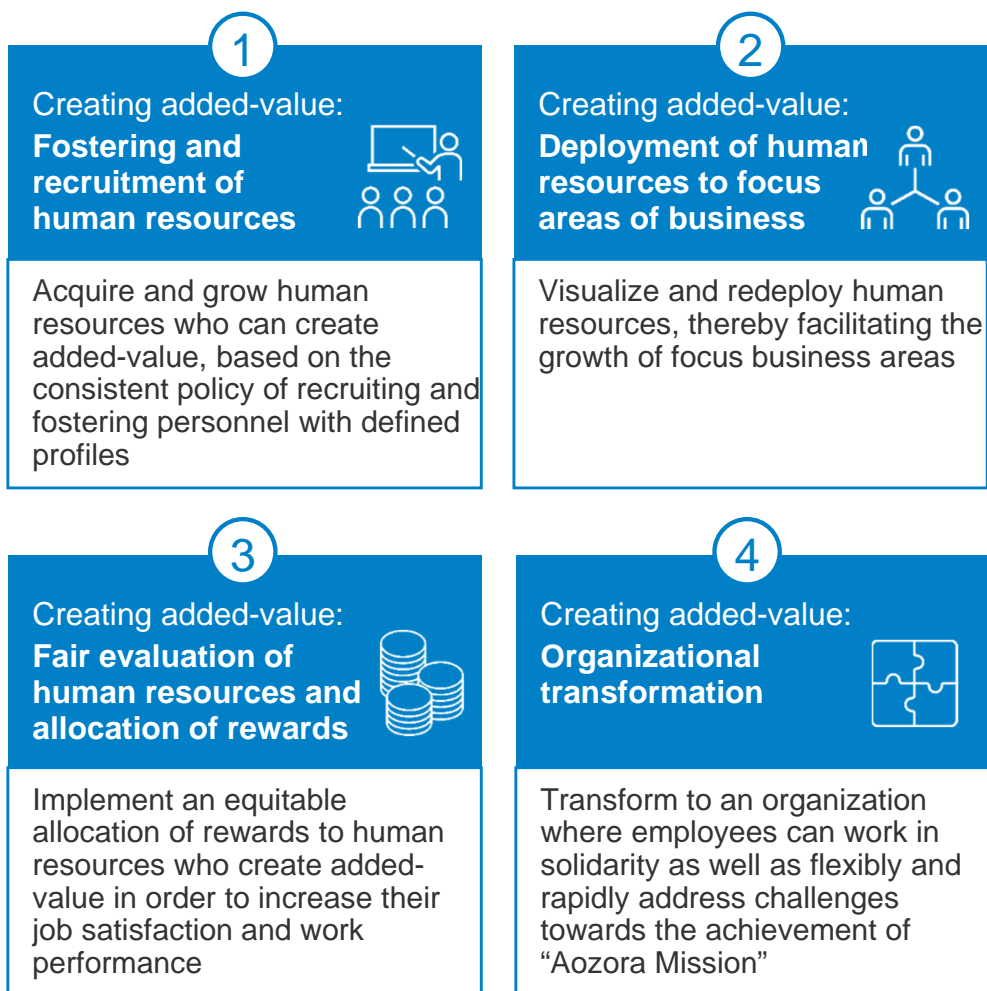 1
Creating added-value:
Fostering and
recruitment of
human resources
Acquire and grow human
resources who can create
added-value, based on the
consistent policy of recruiting and
fostering personnel with defined
profiles
2
Creating added-value:
Deployment of human
resources to focus
areas of business
Visualize and redeploy human
resources, thereby facilitating the
growth of focus business areas
3
Creating added-value:
Fair evaluation of
human resources and
allocation of rewards
Implement an equitable
allocation of rewards to human
resources who create added-
value in order to increase their
job satisfaction and work
performance
4
Creating added-value:
Organizational
transformation
Transform to an organization
where employees can work in
solidarity as well as flexibly and
rapidly address challenges
towards the achievement of
“Aozora Mission”